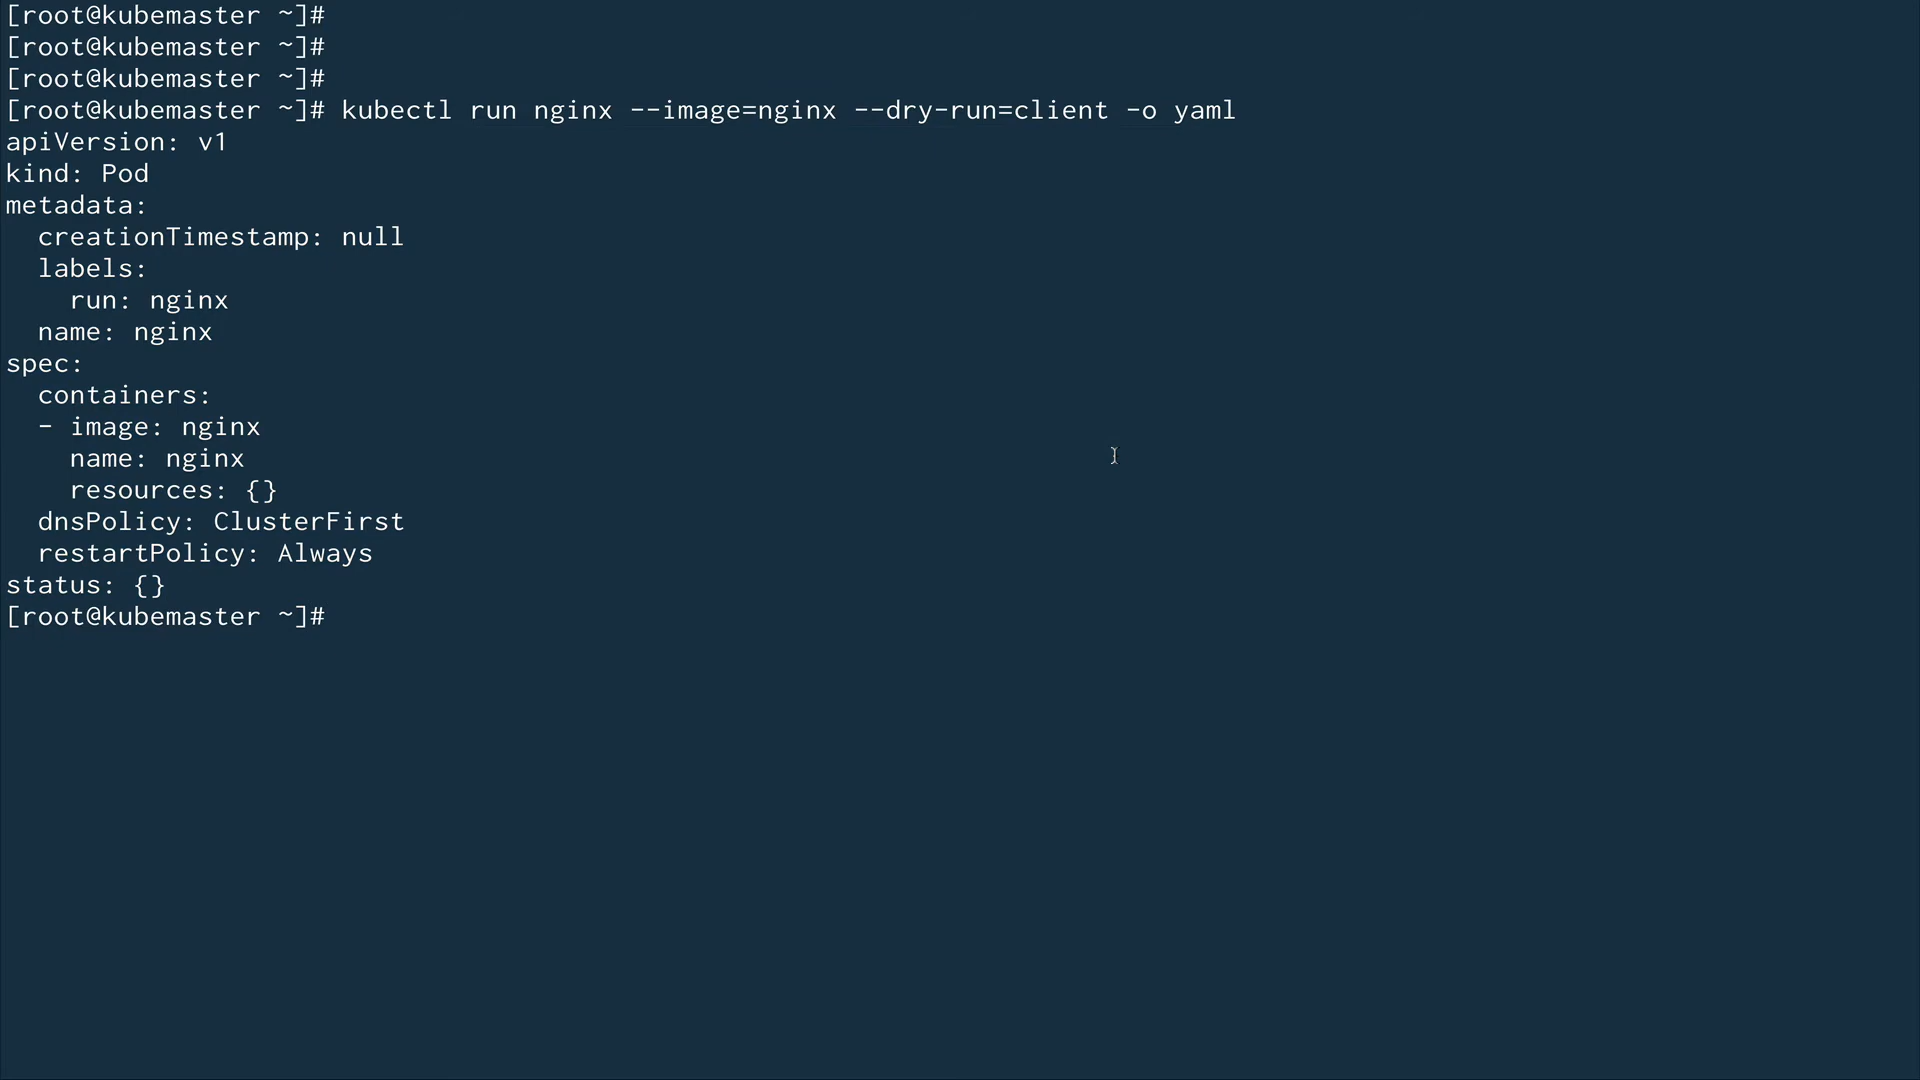 [root@kubemaster ~]#
[root@kubemaster ~]#
[root@kubemaster ~]#
[root@kubemaster ~]# kubectl run nginx --image=nginx --dry-run=client -o yaml
apiVersion: v1
kind: Pod
metadata:
  creationTimestamp: null
  labels:
    run: nginx
  name: nginx
spec:
  containers:
  - image: nginx
    name: nginx
    resources: {}
  dnsPolicy: ClusterFirst
  restartPolicy: Always
status: {}
[root@kubemaster ~]#